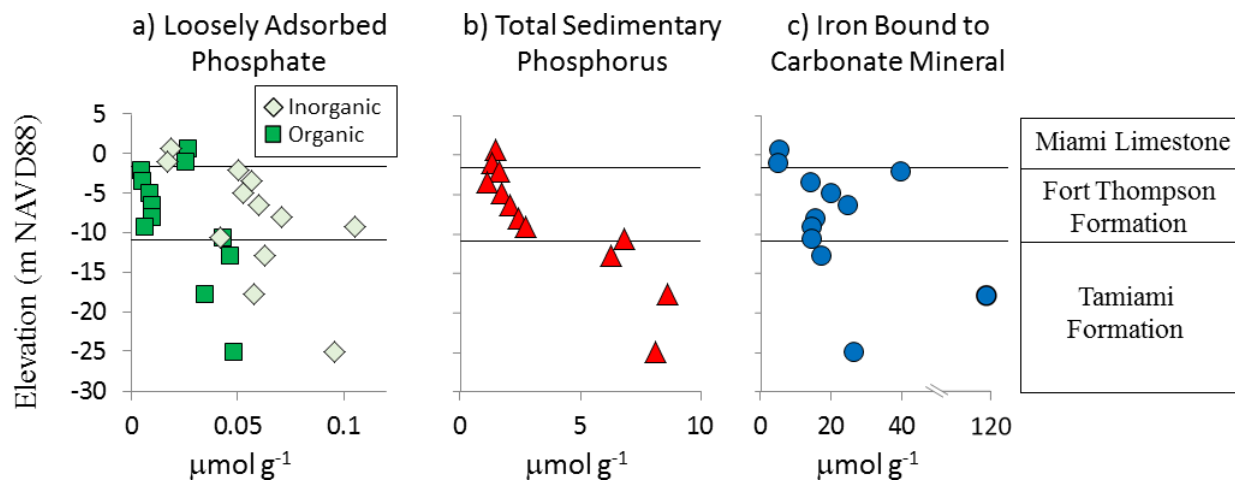 a) Loosely Adsorbed
Phosphate
b) Total Sedimentary
Phosphorus
c) Iron Bound to
Carbonate Mineral
Inorganic
Organic
Elevation (m NAVD88)
5
0
-5
-10
-15
-20
-25
-30
0
0.05
0.1
μmol g-1
0
5
10
μmol g-1
0
20
40
120
μmol g-1
Miami Limestone
Fort Thompson
Formation
Tamiami
Formation